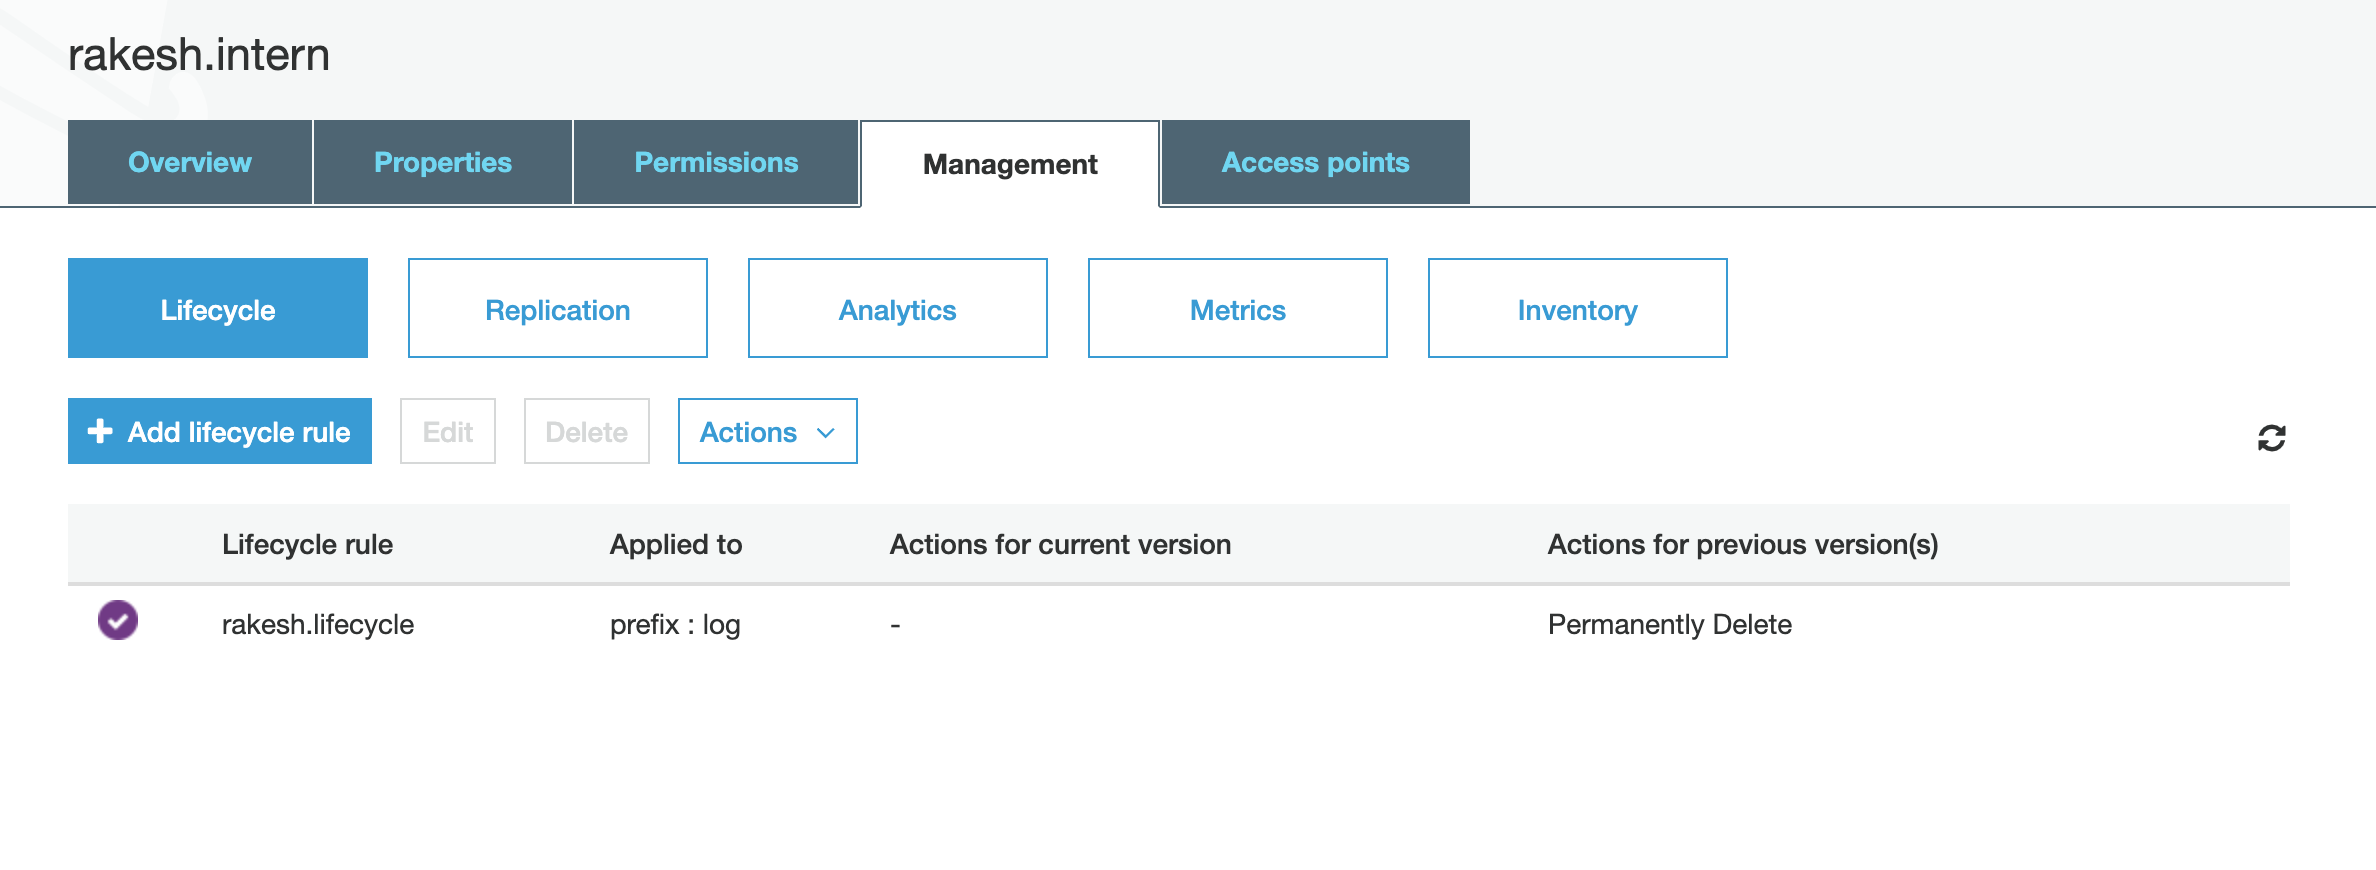 rakesh.intern
Overview Properties Permissions Management Access points
Lifecycle Replication Analytics Metrics Inventory
Add lifecycle rule Edit Delete Actions
Lifecycle rule Applied to Actions for current version Actions for previous version(s)
rakesh.lifecycle prefix : log - Permanently Delete